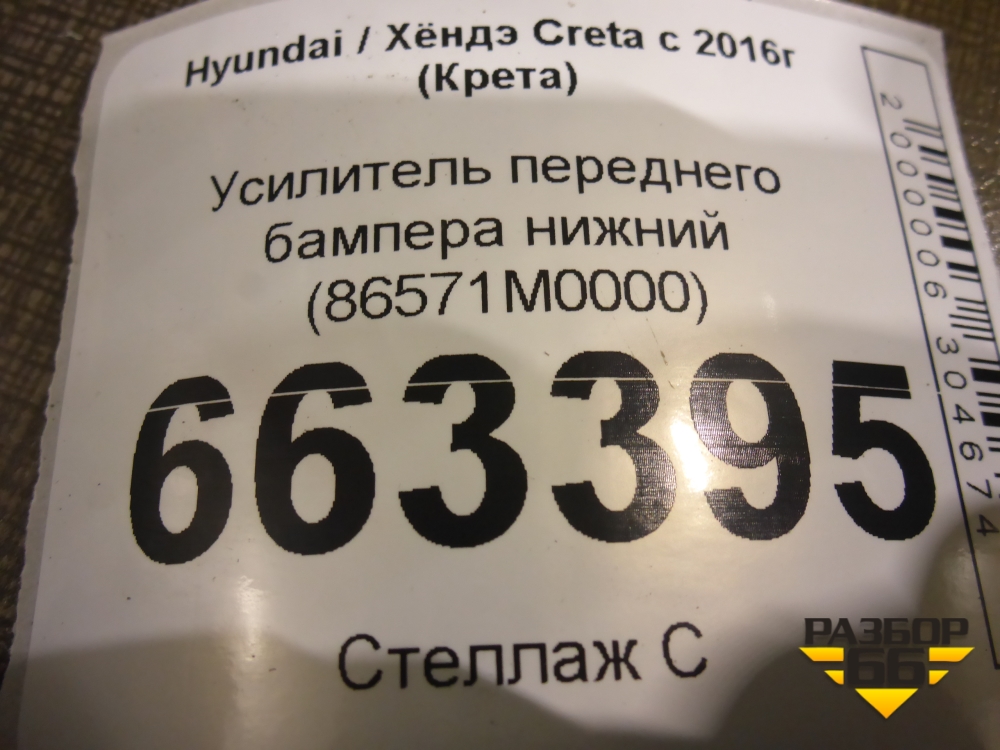 Hyundai / Хёндэ Creta с 2016г
(Крета)
Усилитель переднего
бампера нижний
(86571M0000)
663395
Стеллаж С
2000006304674
РАЗБОР
66